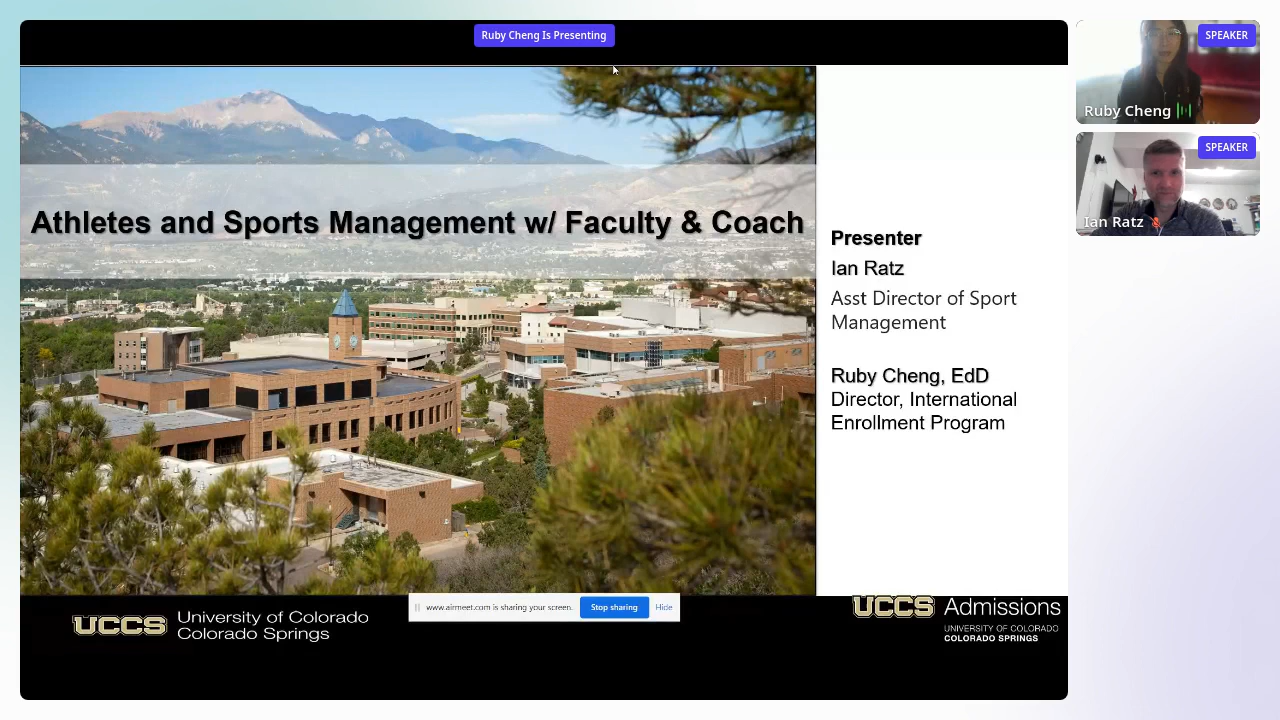 Ruby Cheng Is Presenting
Athletes and Sports Management w/ Faculty & Coach
Presenter
Ian Ratz
Asst Director of Sport
Management
Ruby Cheng, EdD
Director, International
Enrollment Program
www.airmeet.com is sharing your screen.
Stop sharing
Hide
UCCS
University of Colorado
Colorado Springs
UCCS Admissions
UNIVERSITY OF COLORADO
COLORADO SPRINGS
SPEAKER
Ruby Cheng
SPEAKER
Ian Ratz